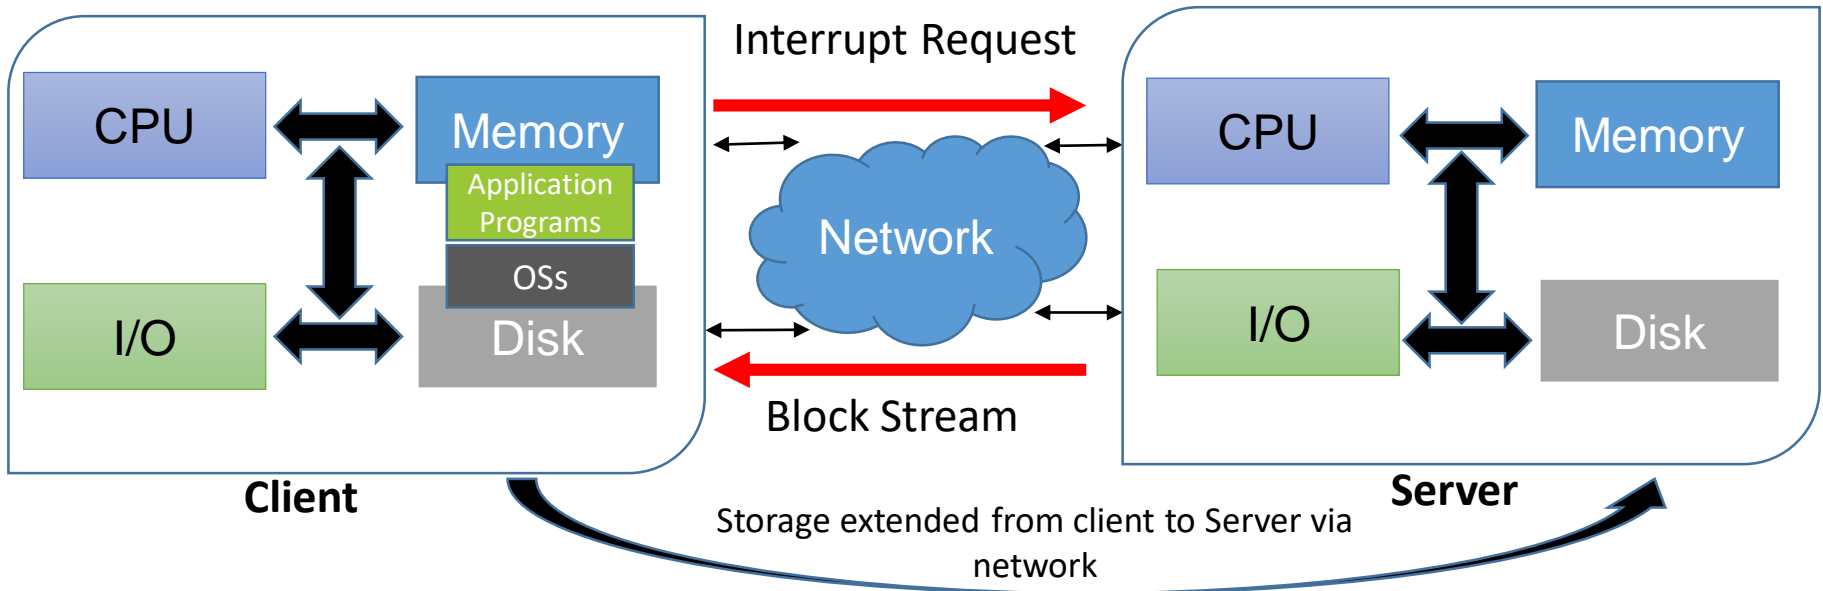 Interrupt Request
CPU
Memory
Application
Programs
OSs
I/O
Disk
Client
Network
Block Stream
CPU
Memory
I/O
Disk
Server
Storage extended from client to Server via
network